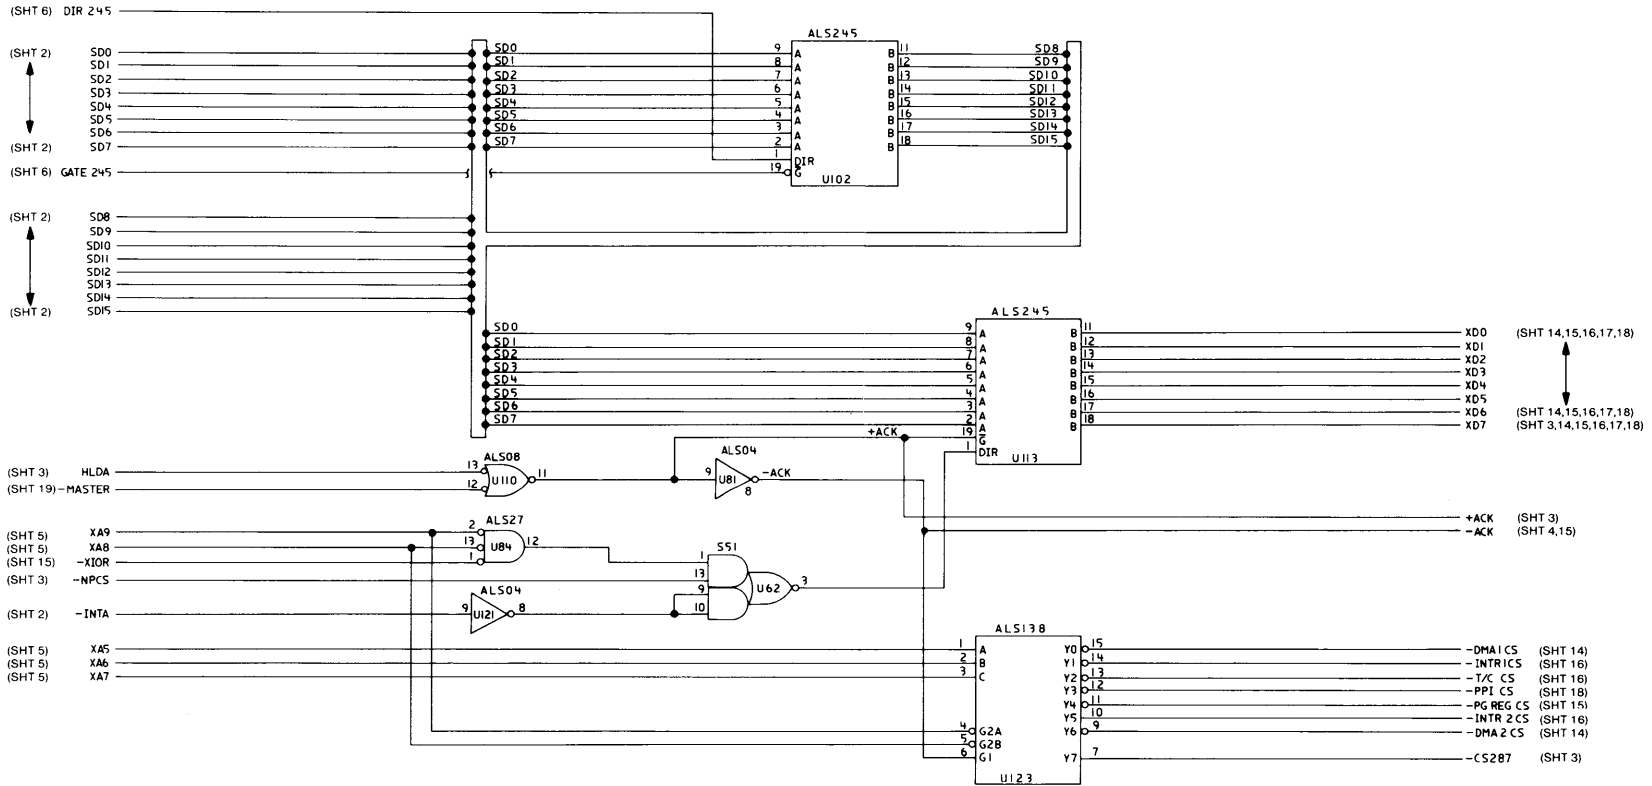 (SHT 6) DIR 245
(SHT 2) SD0
SD1
SD2
SD3
SD4
SD5
SD6
(SHT 2) SD7
(SHT 6) GATE 245
(SHT 2) SD8
SD9
SD10
SD11
SD12
SD13
SD14
(SHT 2) SD15
ALS245
SD0 9 A B 11 SD8
SD1 8 A B 12 SD9
SD2 7 A B 13 SD10
SD3 6 A B 14 SD11
SD4 5 A B 15 SD12
SD5 4 A B 16 SD13
SD6 3 A B 17 SD14
SD7 2 A B 18 SD15
1 DIR
19 G
U102
ALS245
SD0 9 A B 11 XD0 (SHT 14,15,16,17,18)
SD1 8 A B 12 XD1
SD2 7 A B 13 XD2
SD3 6 A B 14 XD3
SD4 5 A B 15 XD4
SD5 4 A B 16 XD5
SD6 3 A B 17 XD6 (SHT 14,15,16,17,18)
SD7 2 A B 18 XD7 (SHT 3,14,15,16,17,18)
+ACK 19 G
1 DIR
U113
ALS08
(SHT 3) HLDA 13
U110 11
(SHT 19) -MASTER 12
ALS04
9 U81 8 -ACK
+ACK (SHT 3)
-ACK (SHT 4,15)
ALS27
(SHT 5) XA9 2
(SHT 5) XA8 13 U84 12
(SHT 15) -XIOR 1
(SHT 3) -NPCS
S51
1
13
9
10
U62 3
ALS04
(SHT 2) -INTA 9 U121 8
ALS138
(SHT 5) XA5 1 A Y0 15 -DMA1CS (SHT 14)
(SHT 5) XA6 2 B Y1 14 -INTR1CS (SHT 16)
(SHT 5) XA7 3 C Y2 13 -T/C CS (SHT 16)
Y3 12 -PPI CS (SHT 18)
Y4 11 -PG REG CS (SHT 15)
Y5 10 -INTR 2 CS (SHT 16)
4 G2A Y6 9 -DMA 2 CS (SHT 14)
5 G2B
6 G1 Y7 7 -CS287 (SHT 3)
U123